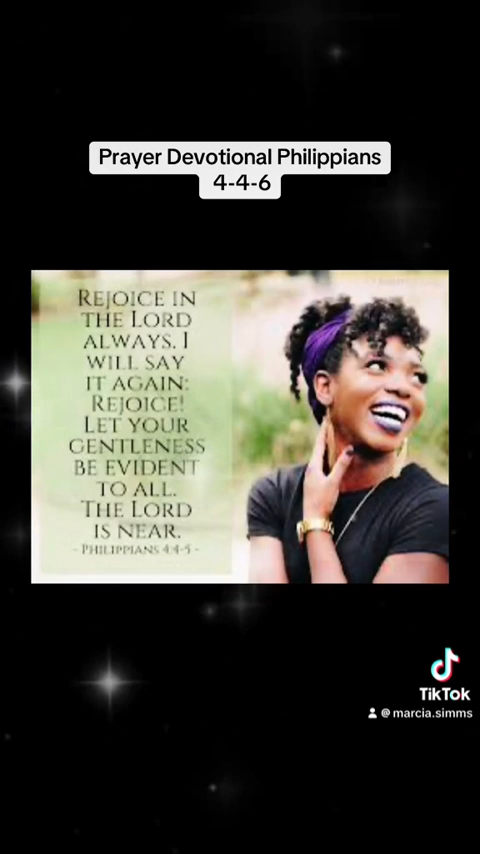 Prayer Devotional Philippians
4-4-6
Rejoice in
the Lord
always. I
will say
it again:
Rejoice!
Let your
gentleness
be evident
to all.
The Lord
is near.
- Philippians 4:4-5 -
TikTok
@marcia.simms